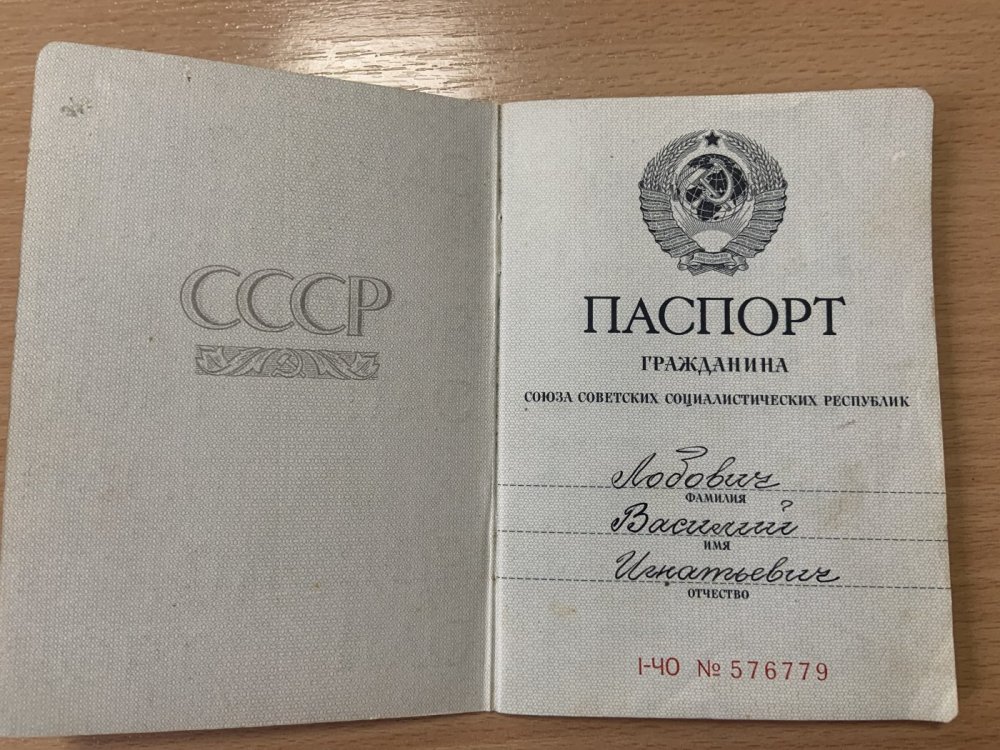 СССР
ПАСПОРТ
ГРАЖДАНИНА
СОЮЗА СОВЕТСКИХ СОЦИАЛИСТИЧЕСКИХ РЕСПУБЛИК
Лобович
ФАМИЛИЯ
Василий
ИМЯ
Игнатьевич
ОТЧЕСТВО
I-ЧО № 576779